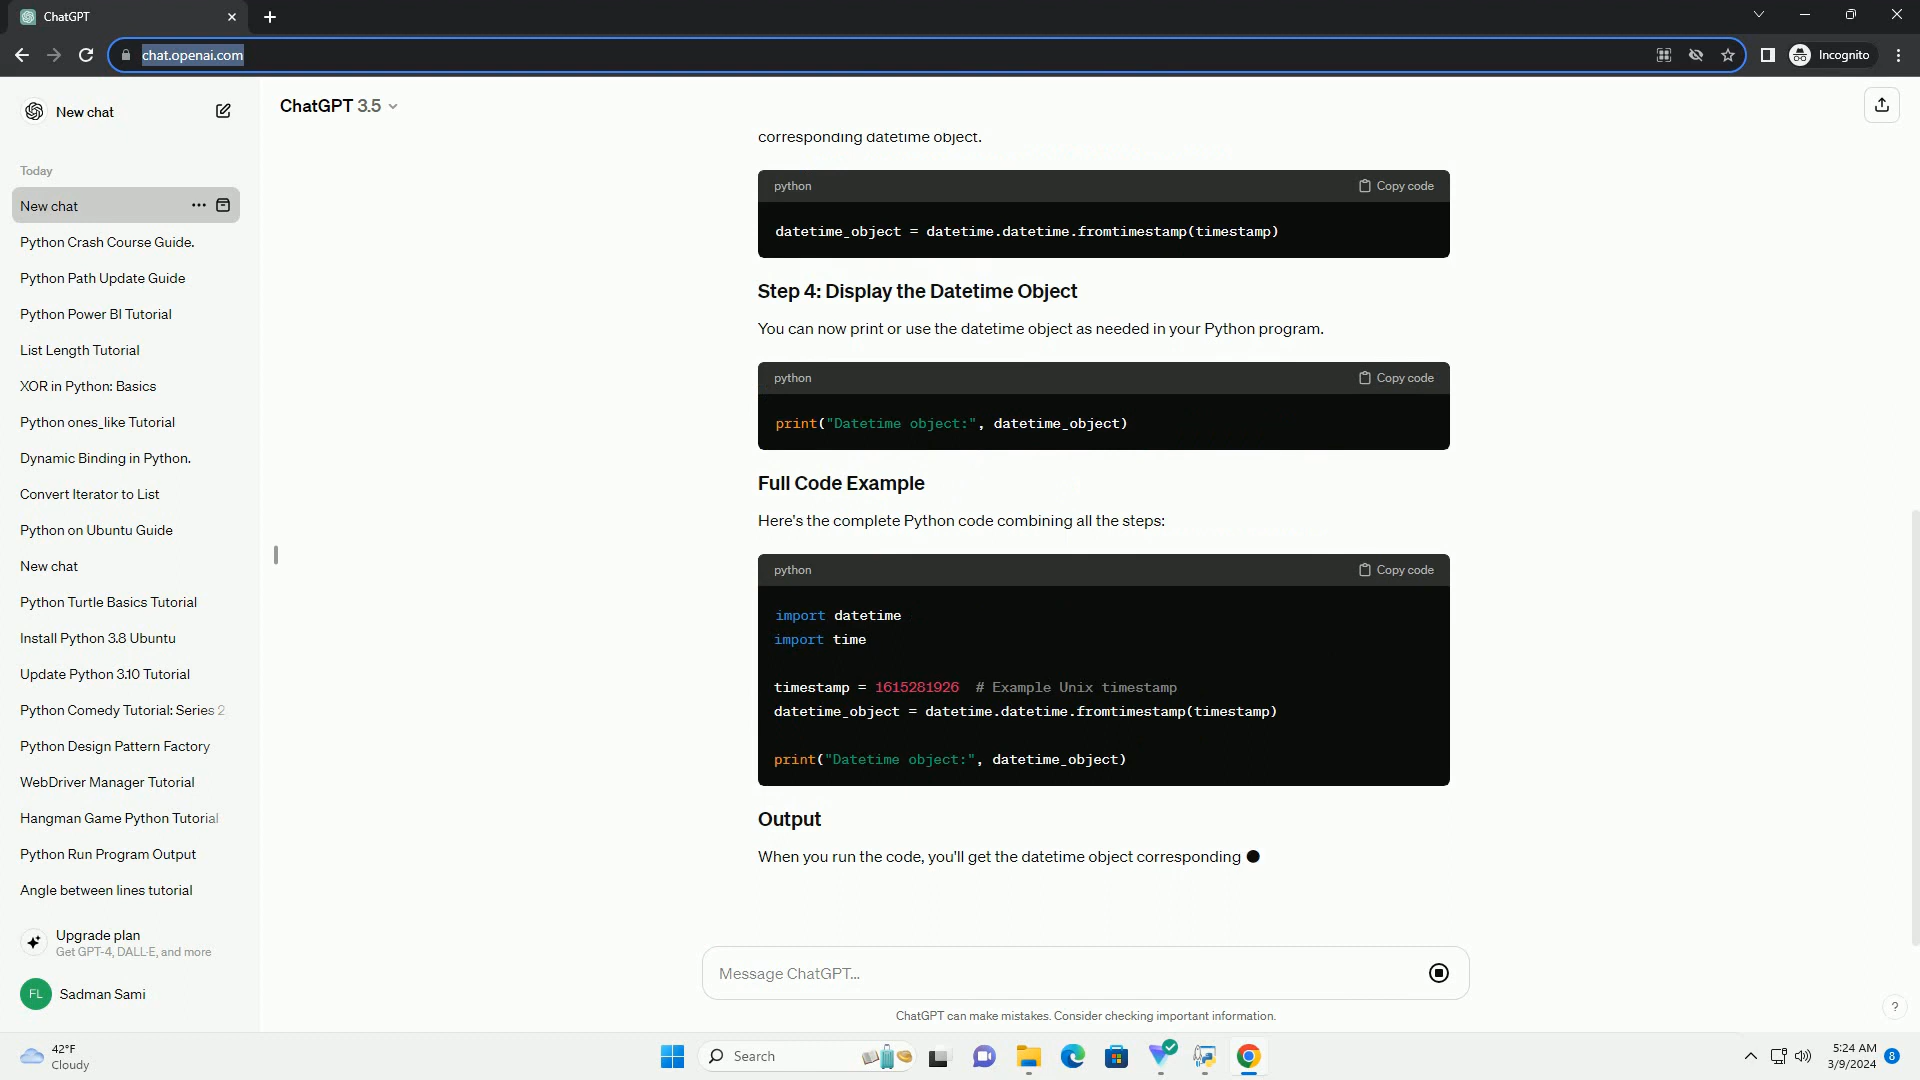 ChatGPT
chat.openai.com
Incognito
New chat
ChatGPT 3.5
Today
New chat
Python Crash Course Guide.
Python Path Update Guide
Python Power BI Tutorial
List Length Tutorial
XOR in Python: Basics
Python ones_like Tutorial
Dynamic Binding in Python.
Convert Iterator to List
Python on Ubuntu Guide
New chat
Python Turtle Basics Tutorial
Install Python 3.8 Ubuntu
Update Python 3.10 Tutorial
Python Comedy Tutorial: Series 2
Python Design Pattern Factory
WebDriver Manager Tutorial
Hangman Game Python Tutorial
Python Run Program Output
Angle between lines tutorial
Upgrade plan
Get GPT-4, DALL·E, and more
FL Sadman Sami
corresponding datetime object.
python Copy code
datetime_object = datetime.datetime.fromtimestamp(timestamp)
Step 4: Display the Datetime Object
You can now print or use the datetime object as needed in your Python program.
python Copy code
print("Datetime object:", datetime_object)
Full Code Example
Here's the complete Python code combining all the steps:
python Copy code
import datetime
import time
timestamp = 1615281926 # Example Unix timestamp
datetime_object = datetime.datetime.fromtimestamp(timestamp)
print("Datetime object:", datetime_object)
Output
When you run the code, you'll get the datetime object corresponding
Message ChatGPT...
ChatGPT can make mistakes. Consider checking important information.
?
42°F
Cloudy
Search
5:24 AM
3/9/2024
8